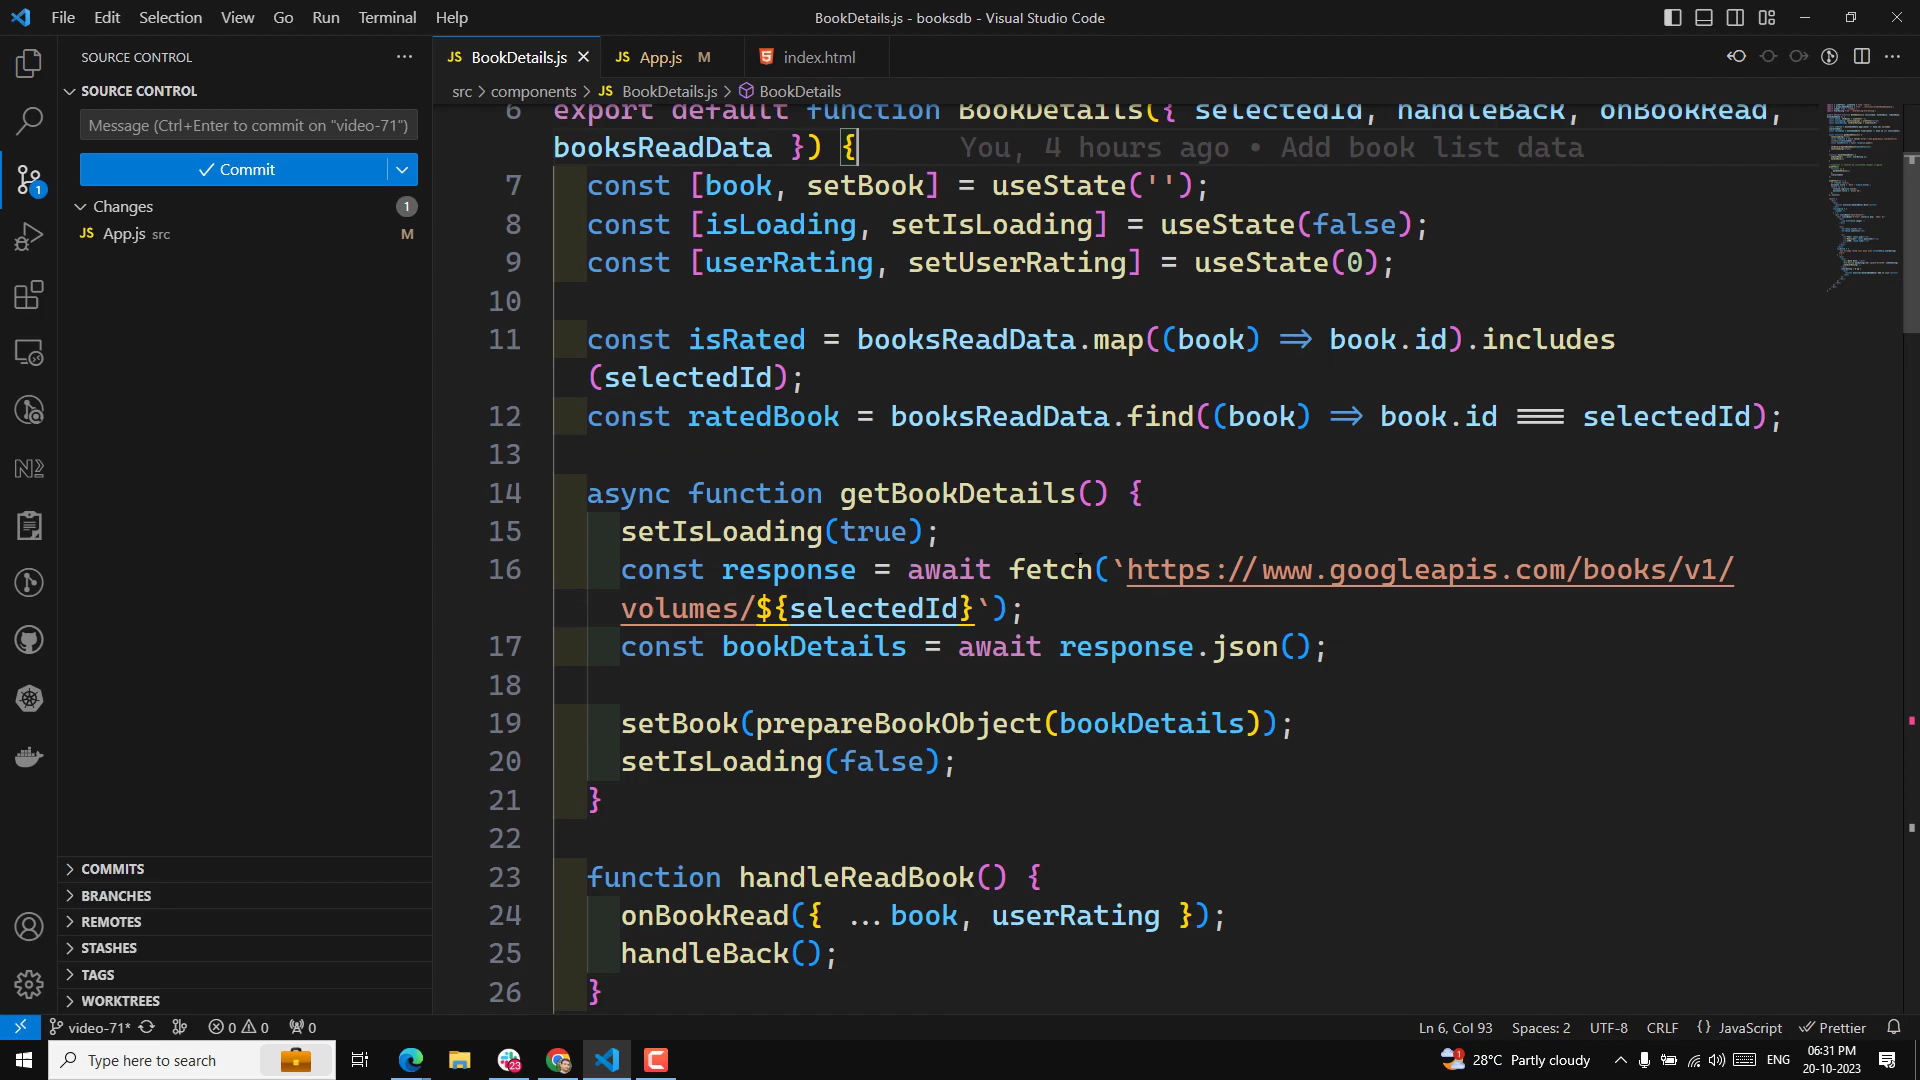 File Edit Selection View Go Run Terminal Help
BookDetails.js - booksdb - Visual Studio Code
SOURCE CONTROL
SOURCE CONTROL
Message (Ctrl+Enter to commit on "video-71")
Commit
Changes 1
JS App.js src M
COMMITS
BRANCHES
REMOTES
STASHES
TAGS
WORKTREES
JS BookDetails.js JS App.js M index.html
src > components > JS BookDetails.js > BookDetails
6 export default function BookDetails({ selectedId, handleBack, onBookRead,
booksReadData }) { You, 4 hours ago • Add book list data
7 const [book, setBook] = useState('');
8 const [isLoading, setIsLoading] = useState(false);
9 const [userRating, setUserRating] = useState(0);
10
11 const isRated = booksReadData.map((book) => book.id).includes
(selectedId);
12 const ratedBook = booksReadData.find((book) => book.id === selectedId);
13
14 async function getBookDetails() {
15 setIsLoading(true);
16 const response = await fetch(`https://www.googleapis.com/books/v1/
volumes/${selectedId}`);
17 const bookDetails = await response.json();
18
19 setBook(prepareBookObject(bookDetails));
20 setIsLoading(false);
21 }
22
23 function handleReadBook() {
24 onBookRead({ ...book, userRating });
25 handleBack();
26 }
1
video-71* 0 0 0 Ln 6, Col 93 Spaces: 2 UTF-8 CRLF {} JavaScript Prettier
Type here to search 23 1 28°C Partly cloudy ENG 06:31 PM
20-10-2023